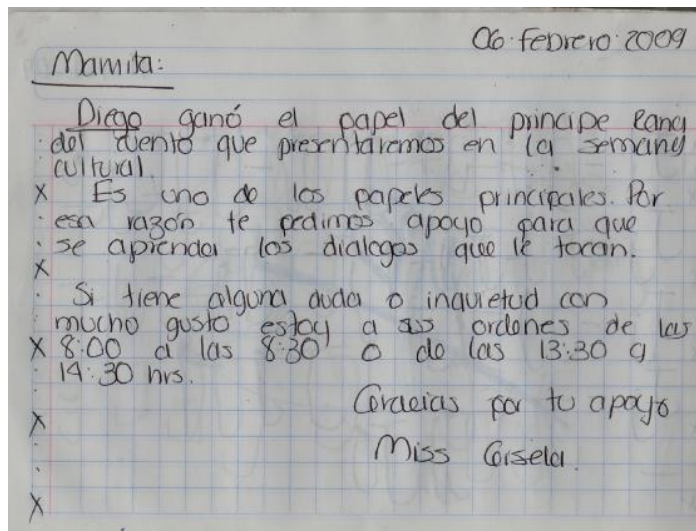 06·febrero·2009
Mamita:
Diego ganó el papel del principe Rana
del cuento que presentaremos en la semana
cultural.
Es uno de los papeles principales. Por
esa razón te pedimos apoyo para que
se aprenda los dialogos que le tocan.
Si tiene alguna duda o inquietud con
mucho gusto estoy a sus ordenes de las
8:00 a las 8:30 o de las 13:30 a
14:30 hrs.
Gracias por tu apoyo
Miss Gisela.